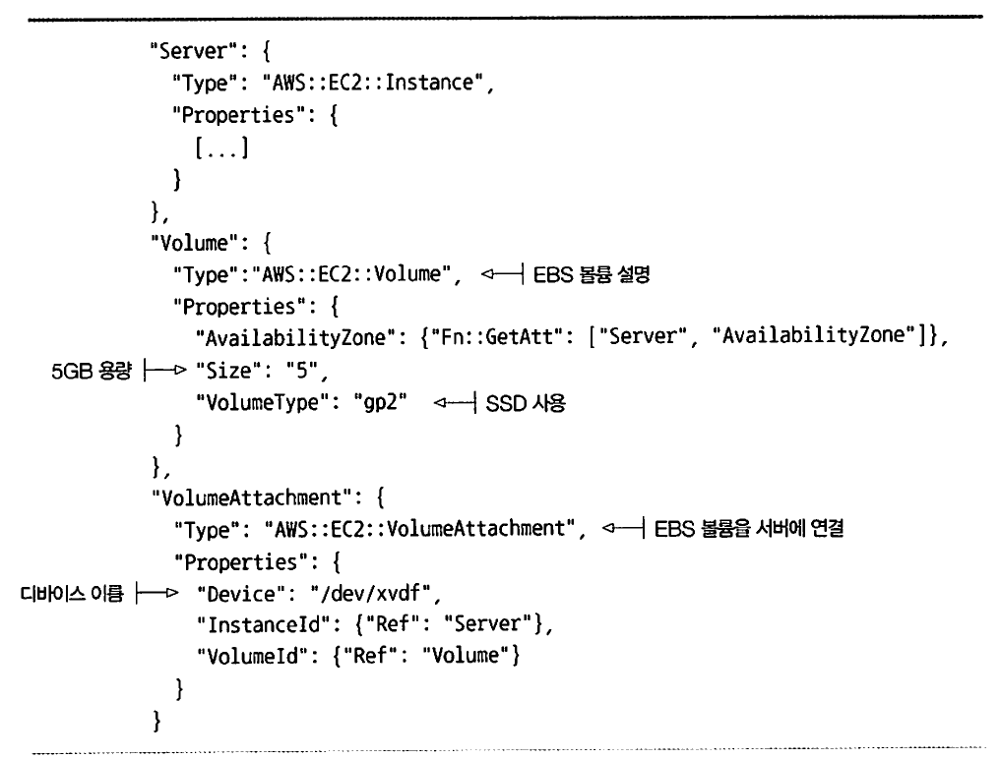 "Server": {
"Type": "AWS::EC2::Instance",
"Properties": {
[...]
}
},
"Volume": {
"Type":"AWS::EC2::Volume", EBS 볼륨 설명
"Properties": {
"AvailabilityZone": {"Fn::GetAtt": ["Server", "AvailabilityZone"]},
5GB 용량 "Size": "5",
"VolumeType": "gp2" SSD 사용
}
},
"VolumeAttachment": {
"Type": "AWS::EC2::VolumeAttachment", EBS 볼륨을 서버에 연결
"Properties": {
디바이스 이름 "Device": "/dev/xvdf",
"InstanceId": {"Ref": "Server"},
"VolumeId": {"Ref": "Volume"}
}
}